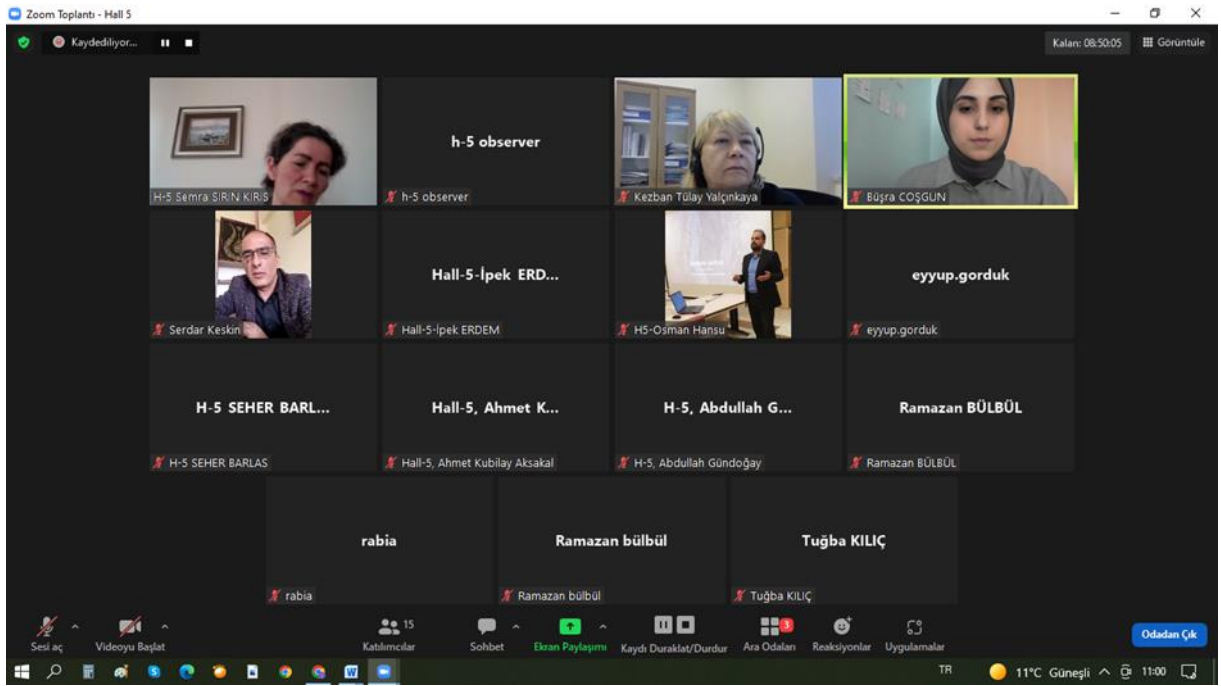 Zoom Toplantı - Hall 5
Kaydediliyor...
Kalan: 08:50:05
Görüntüle
H-5 Semra ŞİRİN KIRIŞ
h-5 observer
h-5 observer
Kezban Tülay Yalçınkaya
Büşra COŞGUN
Serdar Keskin
Hall-5-İpek ERD...
Hall-5-İpek ERDEM
H5-Osman Hansu
eyyup.gorduk
eyyup.gorduk
H-5 SEHER BARL...
H-5 SEHER BARLAS
Hall-5, Ahmet K...
Hall-5, Ahmet Kubilay Aksakal
H-5, Abdullah G...
H-5, Abdullah Gündoğay
Ramazan BÜLBÜL
Ramazan BÜLBÜL
rabia
rabia
Ramazan bülbül
Ramazan bülbül
Tuğba KILIÇ
Tuğba KILIÇ
Sesi aç
Videoyu Başlat
15
Katılımcılar
Sohbet
Ekran Paylaşımı
Kaydı Duraklat/Durdur
3
Ara Odaları
Reaksiyonlar
Uygulamalar
Odadan Çık
TR
11°C Güneşli
11:00